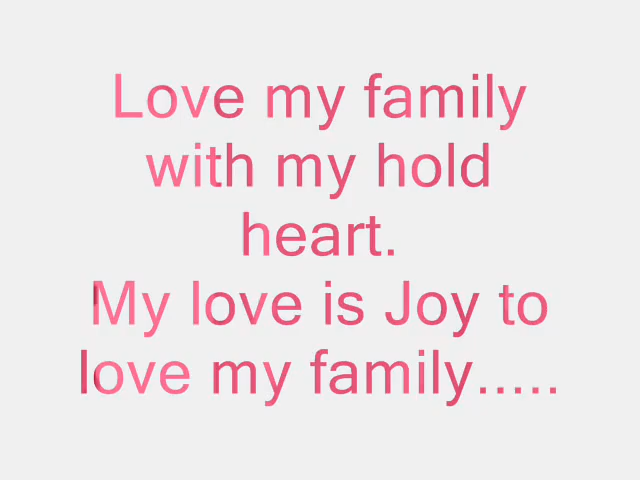 Love my family
with my hold
heart.
My love is Joy to
love my family.....